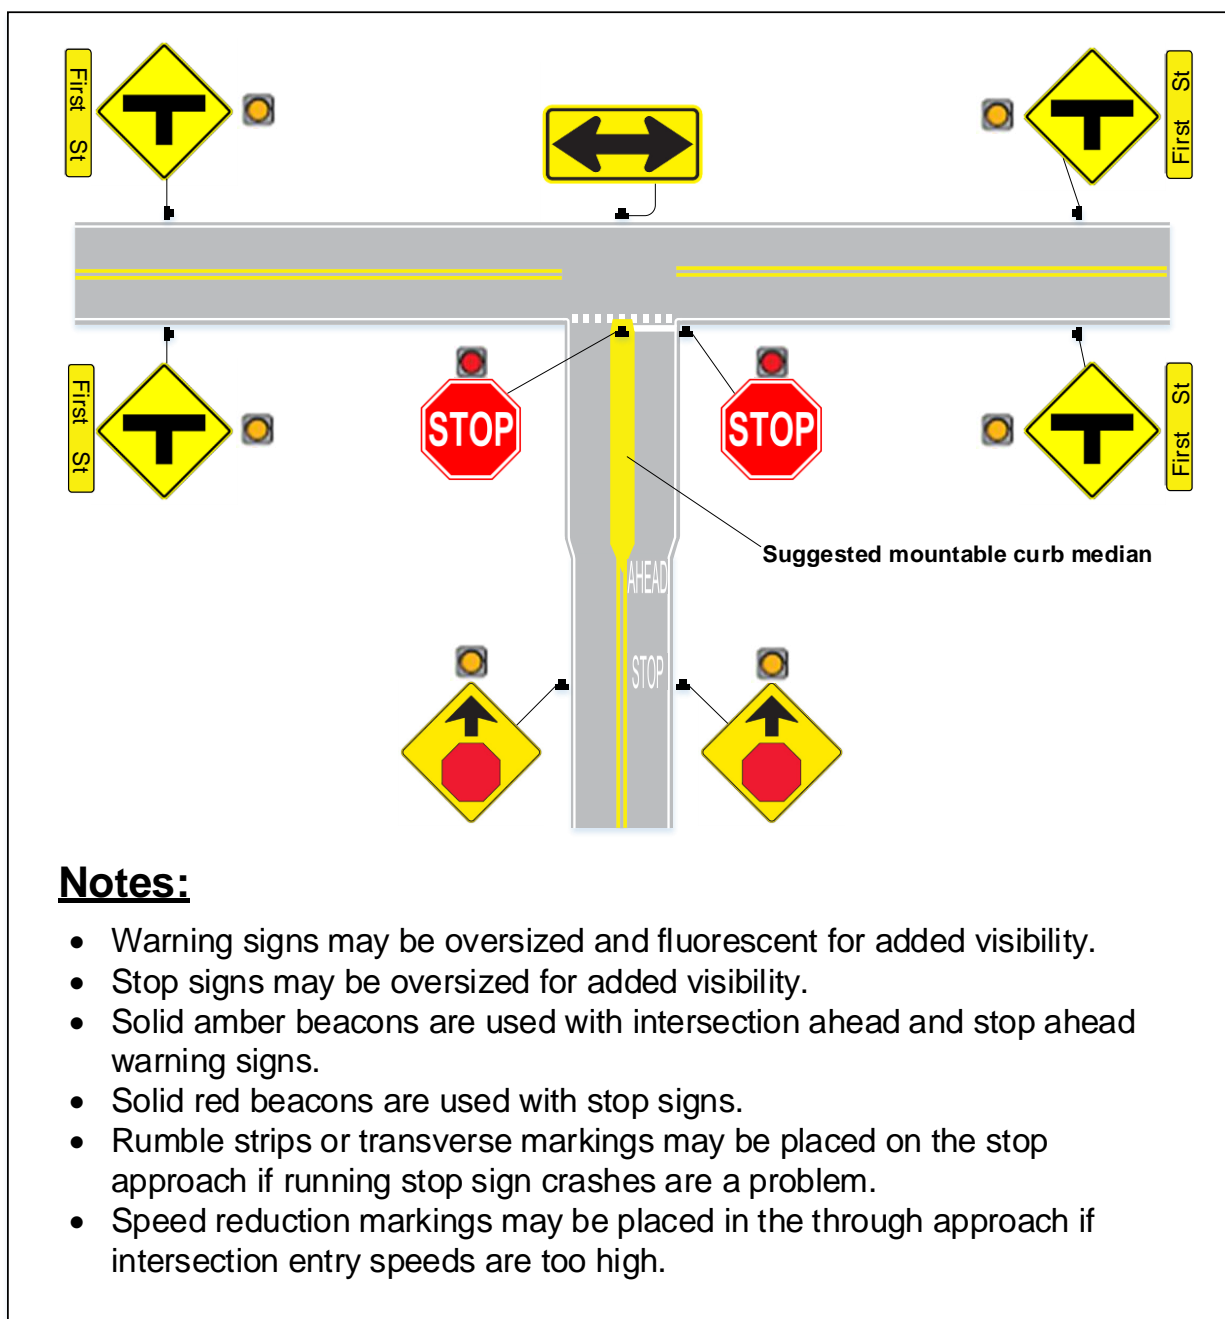 First St
First St
First St
First St
STOP
STOP
Suggested mountable curb median
AHEAD
STOP
Notes:
• Warning signs may be oversized and fluorescent for added visibility.
• Stop signs may be oversized for added visibility.
• Solid amber beacons are used with intersection ahead and stop ahead
warning signs.
• Solid red beacons are used with stop signs.
• Rumble strips or transverse markings may be placed on the stop
approach if running stop sign crashes are a problem.
• Speed reduction markings may be placed in the through approach if
intersection entry speeds are too high.